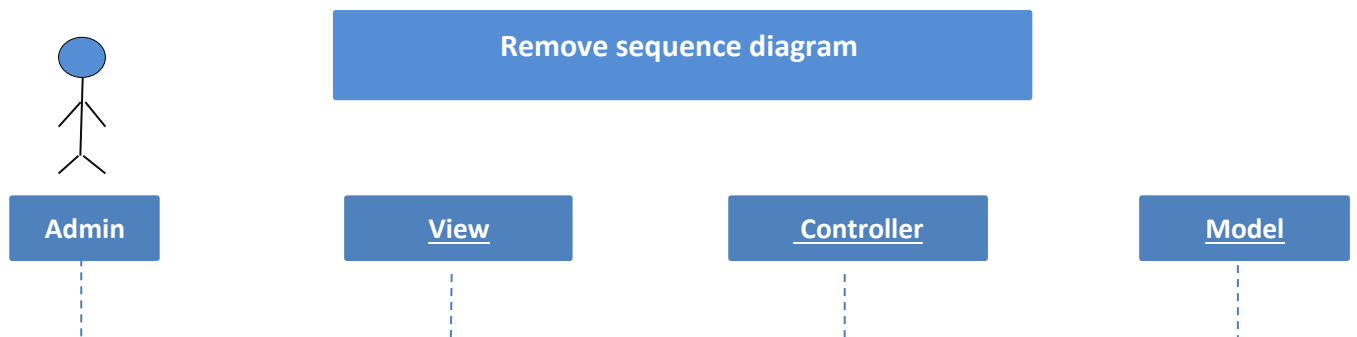 Remove sequence diagram
Admin
View
Controller
Model